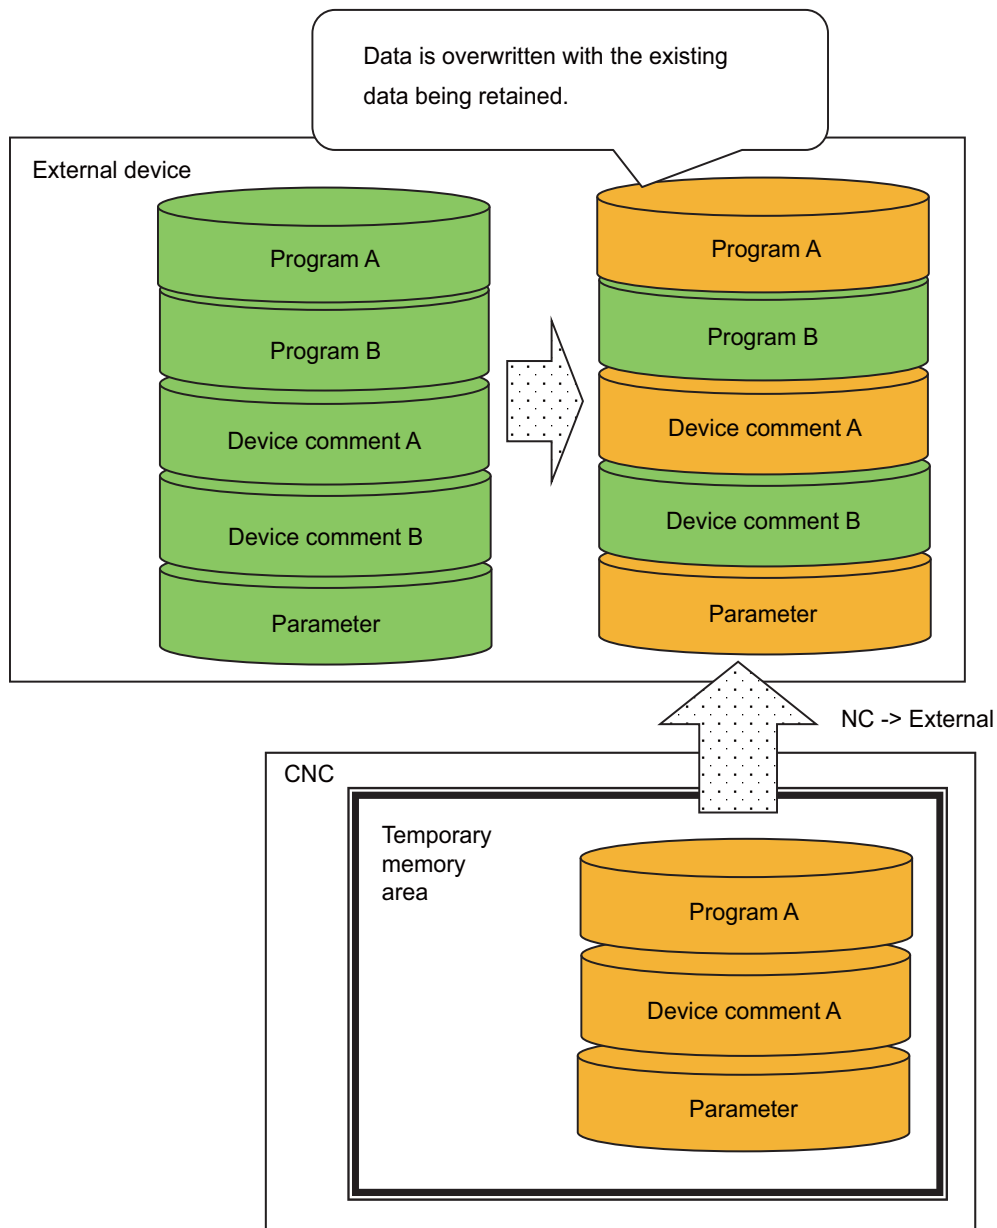 Data is overwritten with the existing
data being retained.
External device
Program A
Program B
Device comment A
Device comment B
Parameter
Program A
Program B
Device comment A
Device comment B
Parameter
NC -> External
CNC
Temporary
memory
area
Program A
Device comment A
Parameter